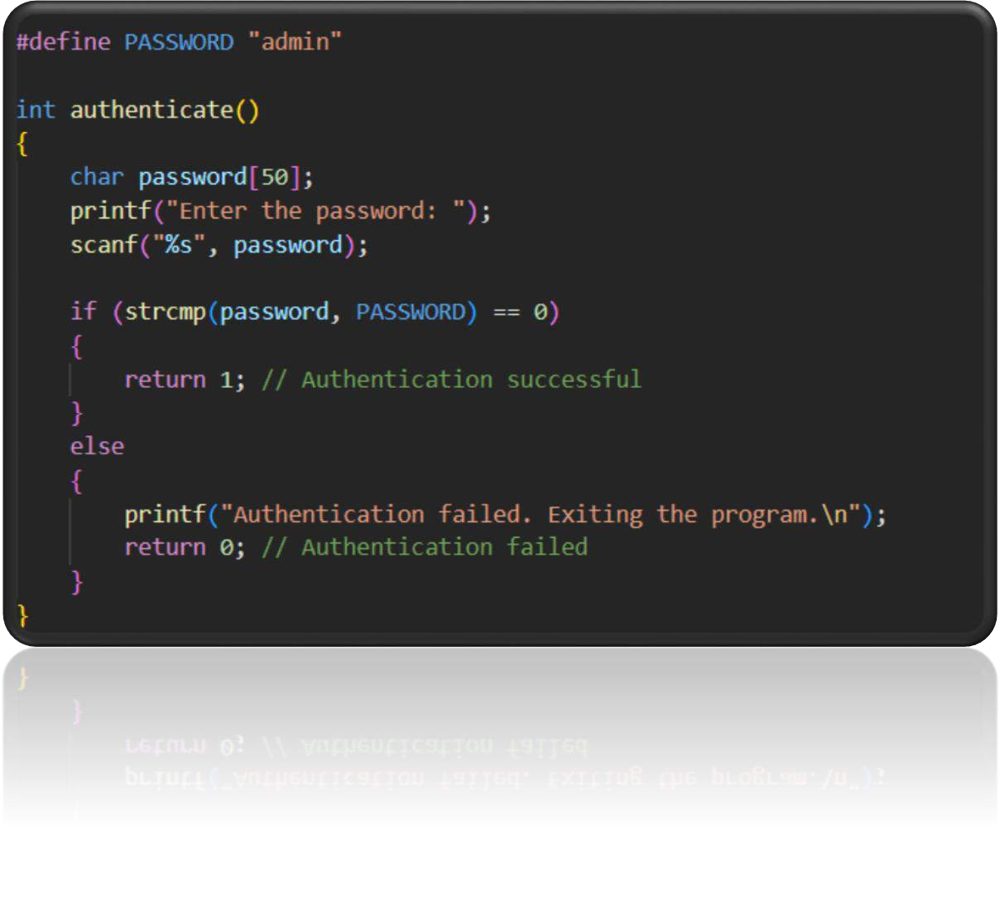 #define PASSWORD "admin"
int authenticate()
{
char password[50];
printf("Enter the password: ");
scanf("%s", password);
if (strcmp(password, PASSWORD) == 0)
{
return 1; // Authentication successful
}
else
{
printf("Authentication failed. Exiting the program.\n");
return 0; // Authentication failed
}
}